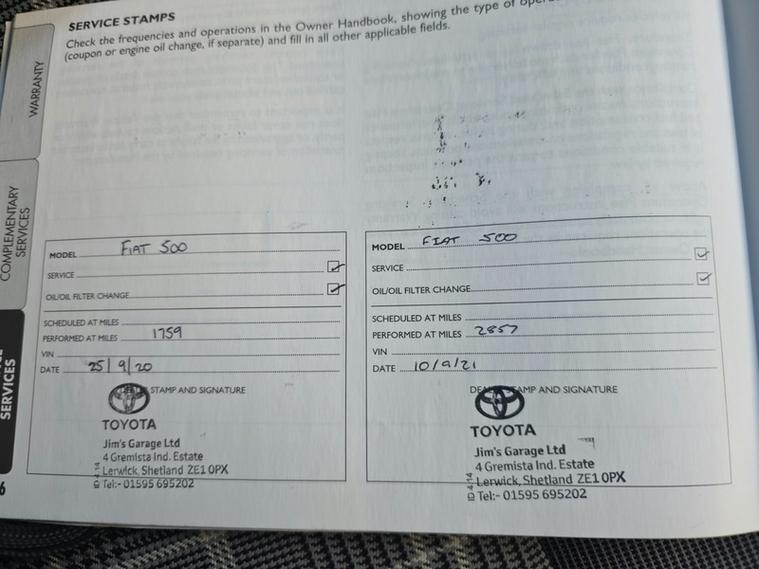 SERVICE STAMPS
Check the frequencies and operations in the Owner Handbook, showing the type of
(coupon or engine oil change, if separate) and fill in all other applicable fields.
WARRANTY
COMPLEMENTARY
SERVICES
SERVICES
6
MODEL FIAT 500
SERVICE
OIL/OIL FILTER CHANGE
SCHEDULED AT MILES
PERFORMED AT MILES 1759
VIN
DATE 25/9/20
STAMP AND SIGNATURE
TOYOTA
Jim's Garage Ltd
4 Gremista Ind. Estate
Lerwick, Shetland ZE1 0PX
Tel:- 01595 695202
MODEL FIAT 500
SERVICE
OIL/OIL FILTER CHANGE
SCHEDULED AT MILES
PERFORMED AT MILES 2857
VIN
DATE 10/9/21
STAMP AND SIGNATURE
TOYOTA
Jim's Garage Ltd
4 Gremista Ind. Estate
Lerwick, Shetland ZE1 0PX
Tel:- 01595 695202